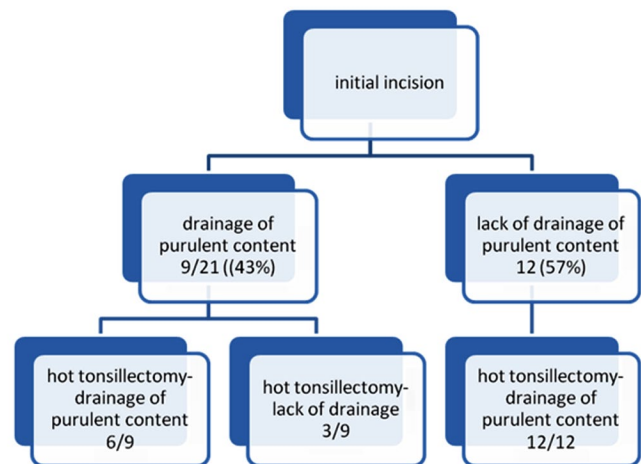 initial incision
drainage of
purulent content
9/21 ((43%)
lack of drainage of
purulent content
12 (57%)
hot tonsillectomy-
drainage of
purulent content
6/9
hot tonsillectomy-
lack of drainage
3/9
hot tonsillectomy-
drainage of
purulent content
12/12